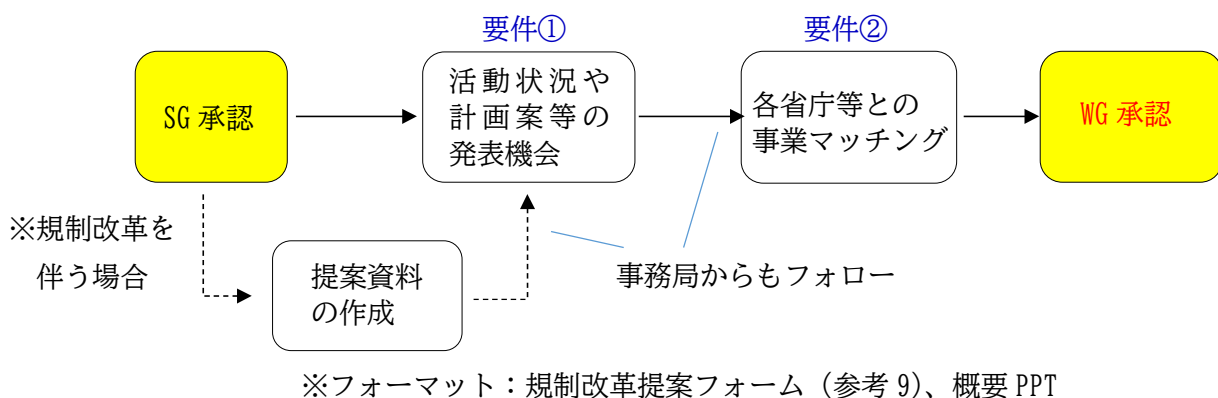 要件①
要件②
SG 承認
活動状況や
計画案等の
発表機会
各省庁等との
事業マッチング
WG 承認
※規制改革を
伴う場合
提案資料
の作成
事務局からもフォロー
※フォーマット：規制改革提案フォーム（参考 9）、概要 PPT